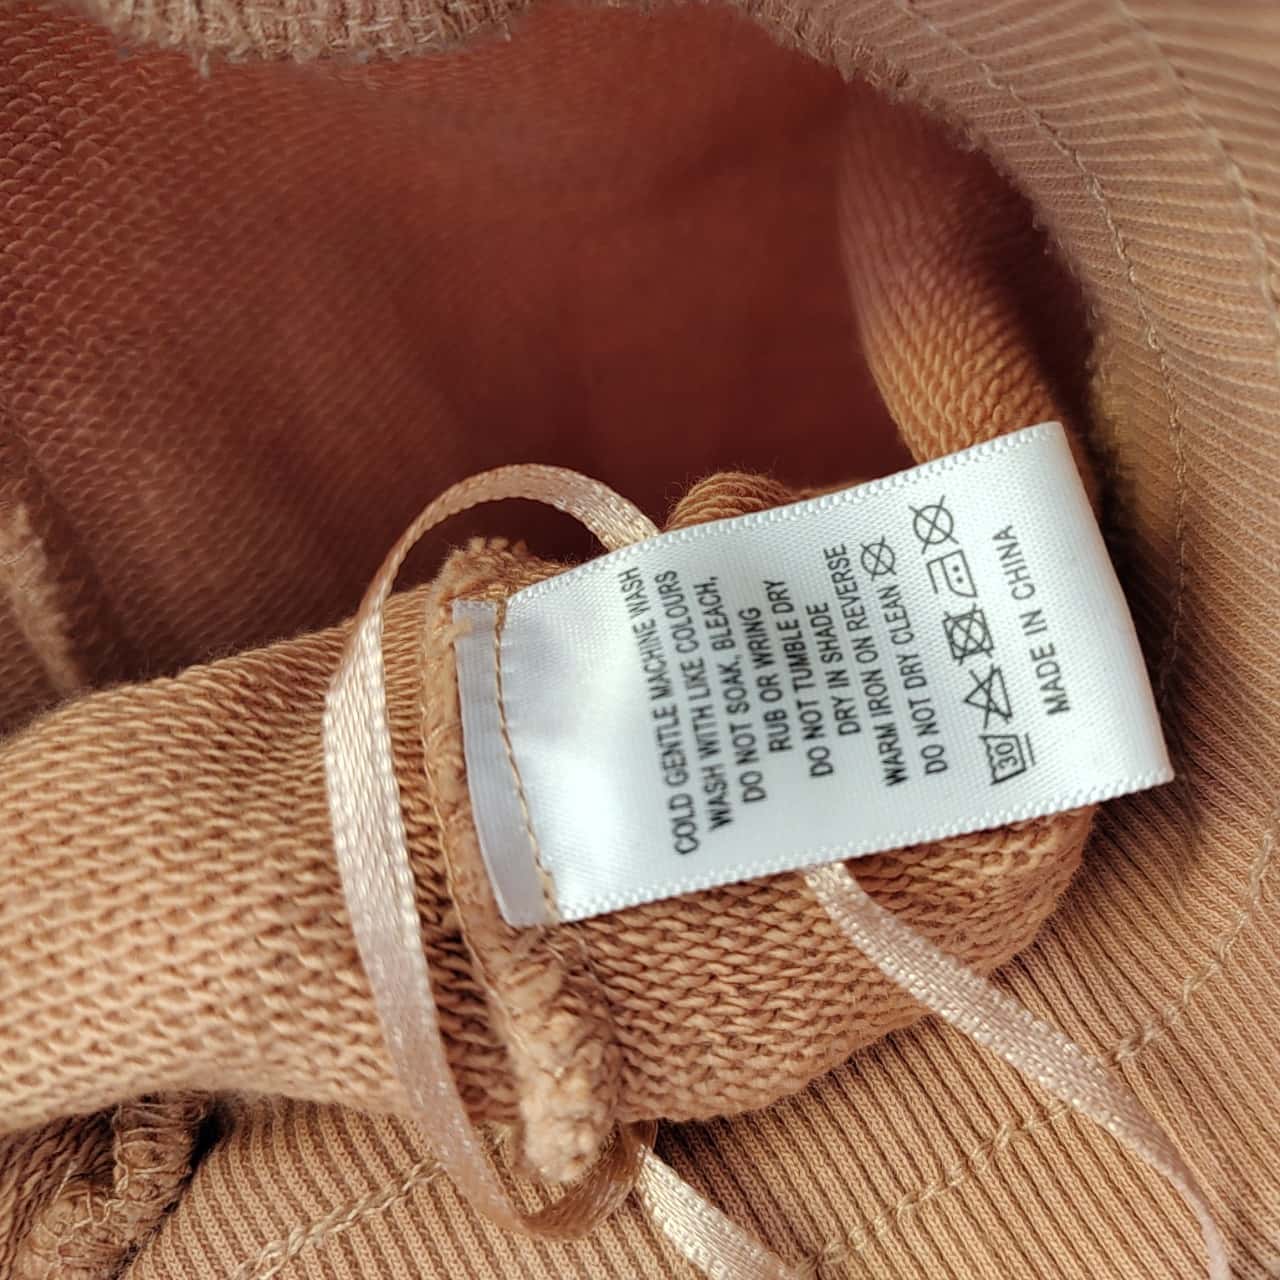 COLD GENTLE MACHINE WASH
WASH WITH LIKE COLOURS
DO NOT SOAK, BLEACH,
RUB OR WRING
DO NOT TUMBLE DRY
DRY IN SHADE
WARM IRON ON REVERSE
DO NOT DRY CLEAN
30
MADE IN CHINA